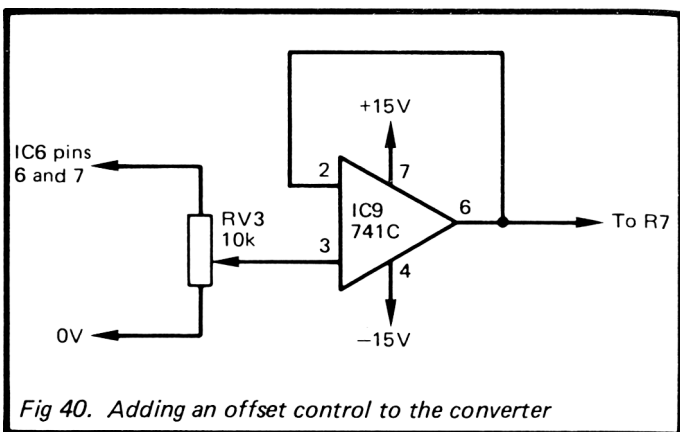 +15V
IC6 pins
6 and 7
2
7
RV3
10k
IC9
741C
6
To R7
3
4
0V
−15V
Fig 40. Adding an offset control to the converter